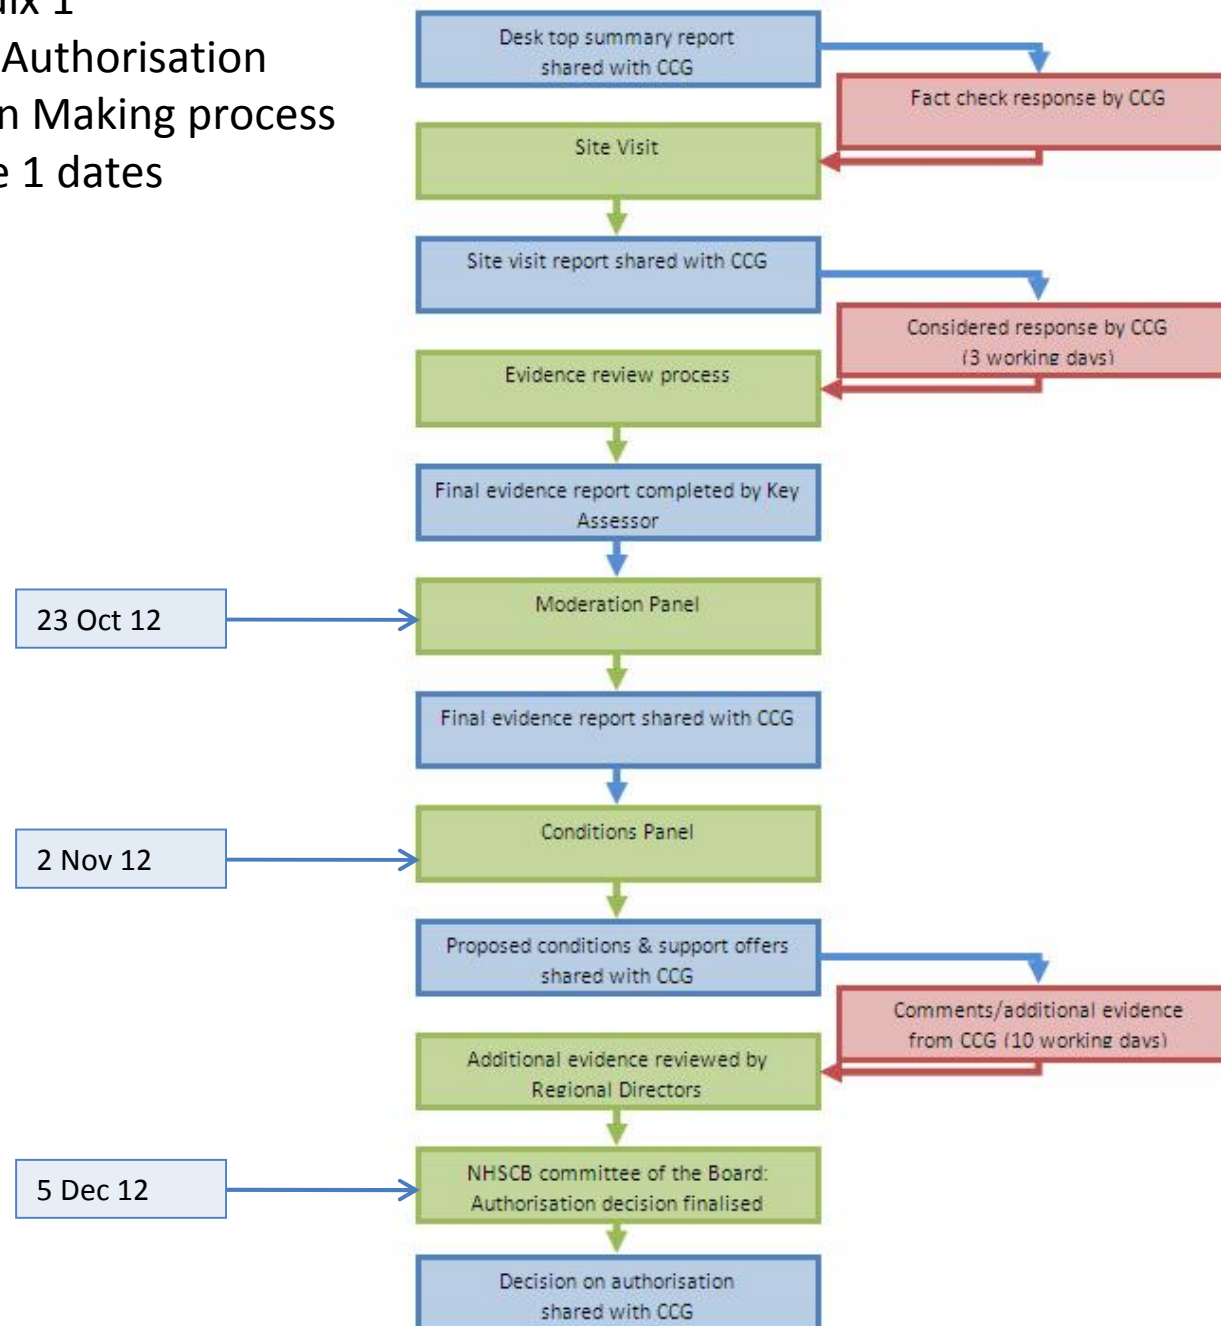 Authorisation
Making process
1 dates
Desk top summary report
shared with CCG
Fact check response by CCG
Site Visit
Site visit report shared with CCG
Considered response by CCG
(3 working days)
Evidence review process
Final evidence report completed by Key
Assessor
23 Oct 12
Moderation Panel
Final evidence report shared with CCG
2 Nov 12
Conditions Panel
Proposed conditions & support offers
shared with CCG
Comments/additional evidence
from CCG (10 working days)
Additional evidence reviewed by
Regional Directors
5 Dec 12
NHSCB committee of the Board:
Authorisation decision finalised
Decision on authorisation
shared with CCG